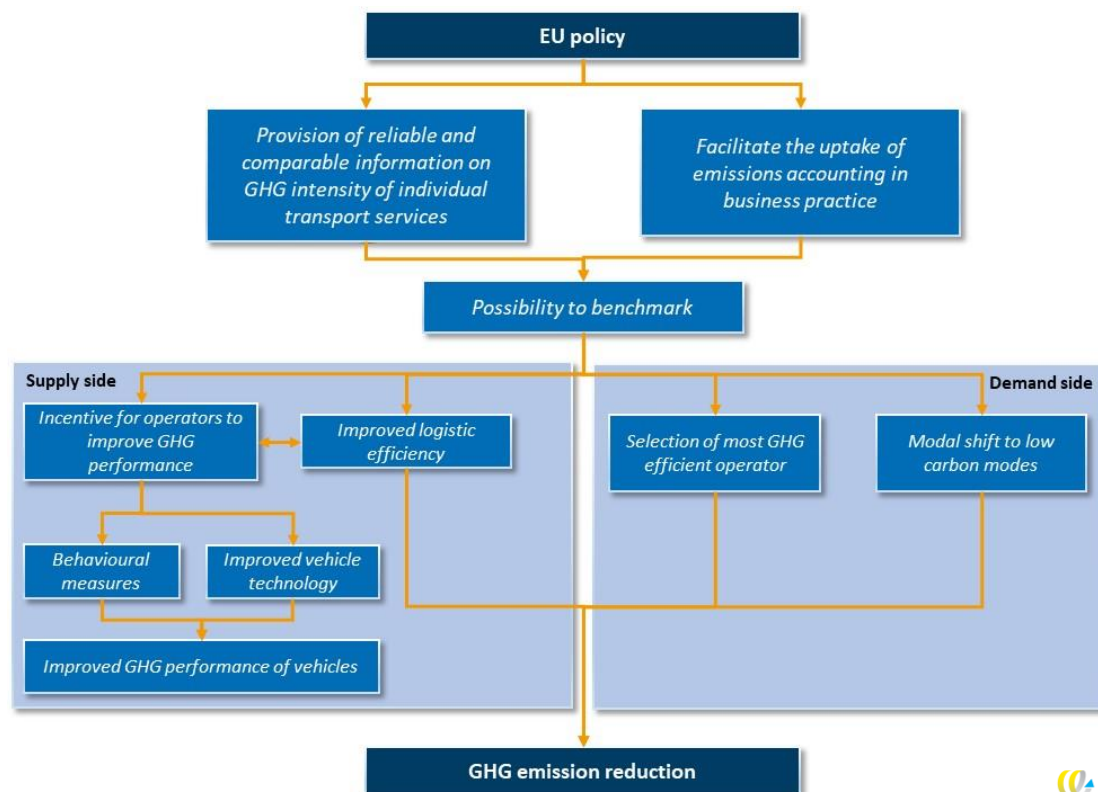 EU policy
Provision of reliable and
comparable information on
GHG intensity of individual
transport services
Facilitate the uptake of
emissions accounting in
business practice
Possibility to benchmark
Supply side
Demand side
Incentive for operators to
improve GHG
performance
Improved logistic
efficiency
Selection of most GHG
efficient operator
Modal shift to low
carbon modes
Behavioural
measures
Improved vehicle
technology
Improved GHG performance of vehicles
GHG emission reduction